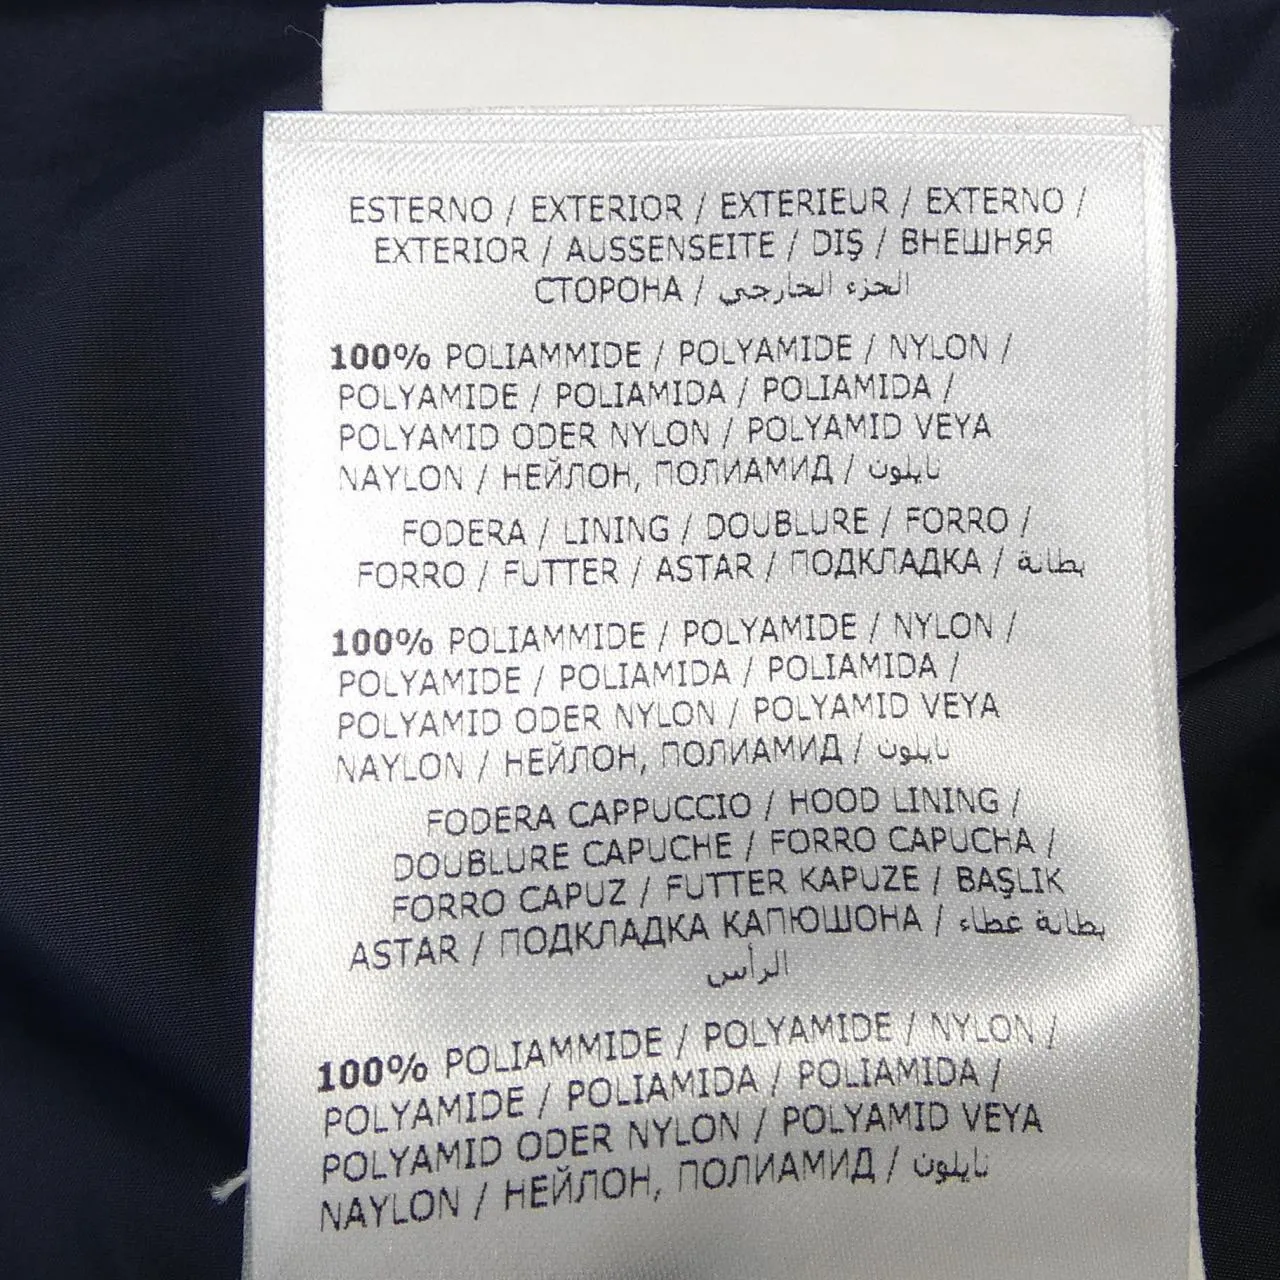 ESTERNO / EXTERIOR / EXTERIEUR / EXTERNO /
EXTERIOR / AUSSENSEITE / DIŞ / ВНЕШНЯЯ
СТОРОНА / الجزء الخارجي
100% POLIAMMIDE / POLYAMIDE / NYLON /
POLYAMIDE / POLIAMIDA / POLIAMIDA /
POLYAMID ODER NYLON / POLYAMID VEYA
NAYLON / НЕЙЛОН, ПОЛИАМИД / نايلون
FODERA / LINING / DOUBLURE / FORRO /
FORRO / FUTTER / ASTAR / ПОДКЛАДКА / بطانة
100% POLIAMMIDE / POLYAMIDE / NYLON /
POLYAMIDE / POLIAMIDA / POLIAMIDA /
POLYAMID ODER NYLON / POLYAMID VEYA
NAYLON / НЕЙЛОН, ПОЛИАМИД / نايلون
FODERA CAPPUCCIO / HOOD LINING /
DOUBLURE CAPUCHE / FORRO CAPUCHA /
FORRO CAPUZ / FUTTER KAPUZE / BAŞLIK
ASTAR / ПОДКЛАДКА КАПЮШОНА / بطانة غطاء
الرأس
100% POLIAMMIDE / POLYAMIDE / NYLON /
POLYAMIDE / POLIAMIDA / POLIAMIDA /
POLYAMID ODER NYLON / POLYAMID VEYA
NAYLON / НЕЙЛОН, ПОЛИАМИД / نايلون